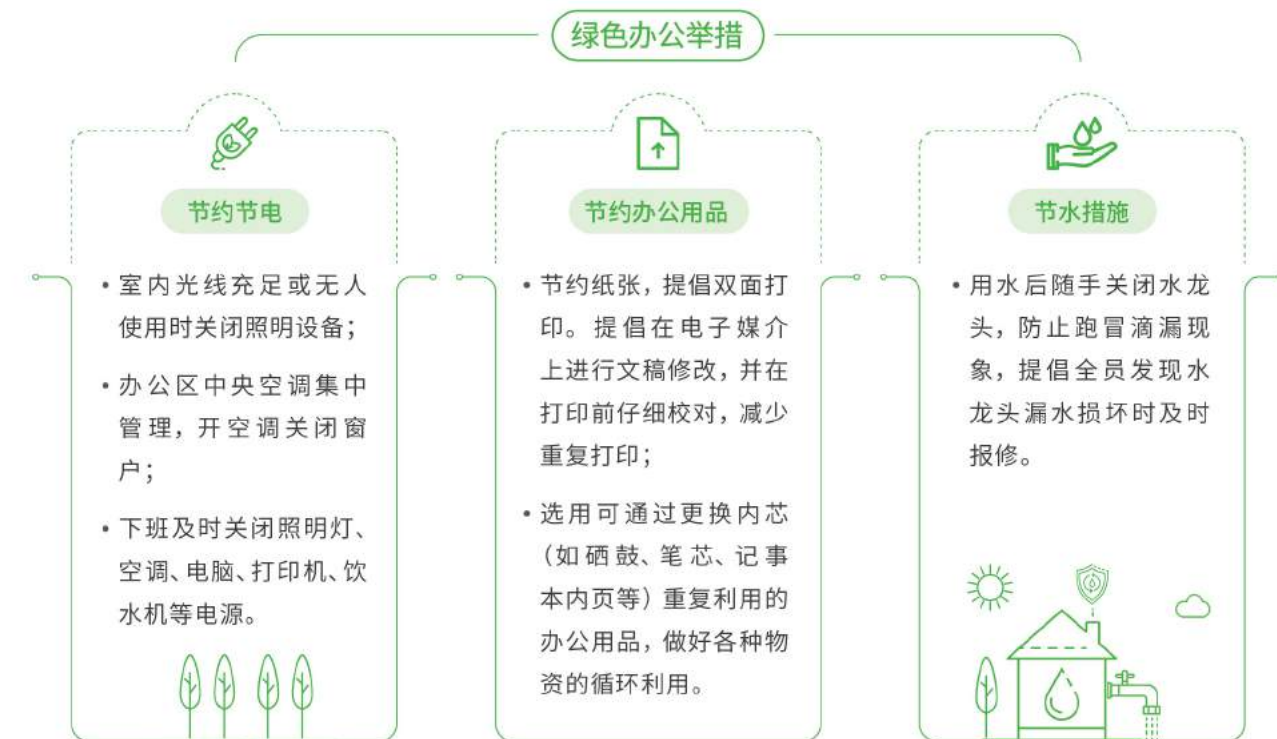 绿色办公举措
节约节电
• 室内光线充足或无人
使用时关闭照明设备；
• 办公区中央空调集中
管理，开空调关闭窗
户；
• 下班及时关闭照明灯、
空调、电脑、打印机、饮
水机等电源。
节约办公用品
• 节约纸张，提倡双面打
印。提倡在电子媒介
上进行文稿修改，并在
打印前仔细校对，减少
重复打印；
• 选用可通过更换内芯
（如硒鼓、笔芯、记事
本内页等）重复利用的
办公用品，做好各种物
资的循环利用。
节水措施
• 用水后随手关闭水龙
头，防止跑冒滴漏现
象，提倡全员发现水
龙头漏水损坏时及时
报修。